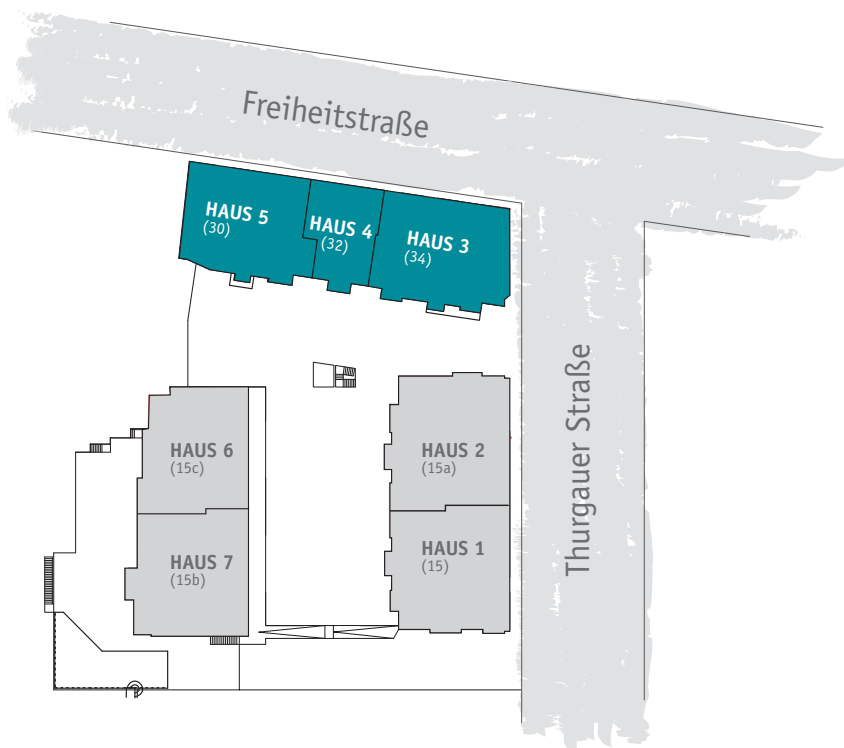 Freiheitstraße
HAUS 5
(30)
HAUS 4
(32)
HAUS 3
(34)
Thurgauer Straße
HAUS 6
(15c)
HAUS 2
(15a)
HAUS 7
(15b)
HAUS 1
(15)